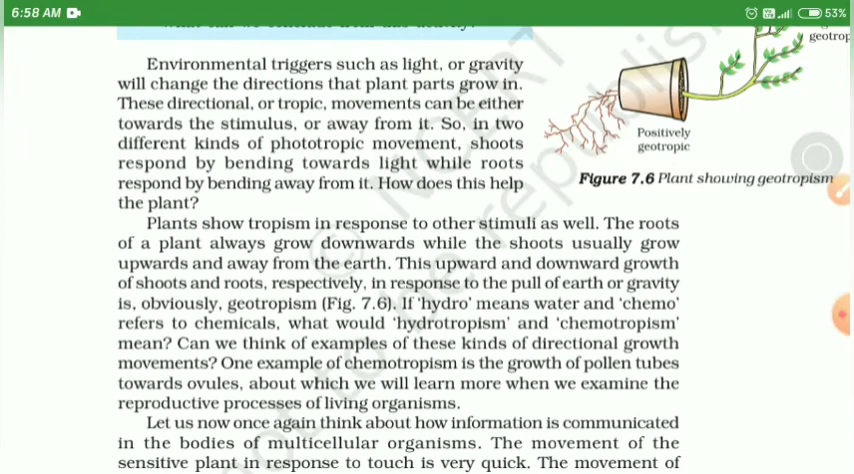 6:58 AM
53%
geotrop
Environmental triggers such as light, or gravity
will change the directions that plant parts grow in.
These directional, or tropic, movements can be either
towards the stimulus, or away from it. So, in two
different kinds of phototropic movement, shoots
respond by bending towards light while roots
respond by bending away from it. How does this help
the plant?
Positively
geotropic
Figure 7.6 Plant showing geotropism
Plants show tropism in response to other stimuli as well. The roots
of a plant always grow downwards while the shoots usually grow
upwards and away from the earth. This upward and downward growth
of shoots and roots, respectively, in response to the pull of earth or gravity
is, obviously, geotropism (Fig. 7.6). If ‘hydro’ means water and ‘chemo’
refers to chemicals, what would ‘hydrotropism’ and ‘chemotropism’
mean? Can we think of examples of these kinds of directional growth
movements? One example of chemotropism is the growth of pollen tubes
towards ovules, about which we will learn more when we examine the
reproductive processes of living organisms.
Let us now once again think about how information is communicated
in the bodies of multicellular organisms. The movement of the
sensitive plant in response to touch is very quick. The movement of
© NCERT
not to be republis